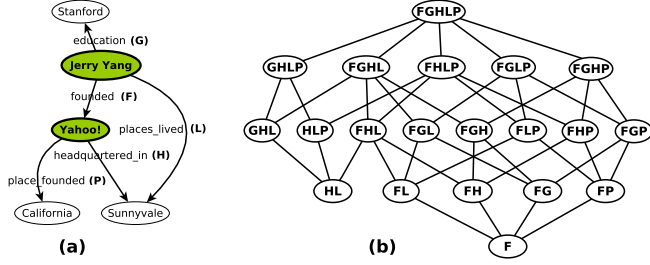 Stanford
education (G)
Jerry Yang
founded (F)
Yahoo!
places_lived (L)
headquartered_in (H)
place_founded (P)
California
Sunnyvale
(a)
FGHLP
GHLP
FGHL
FHLP
FGLP
FGHP
GHL
HLP
FHL
FGL
FGH
FLP
FHP
FGP
HL
FL
FH
FG
FP
F
(b)